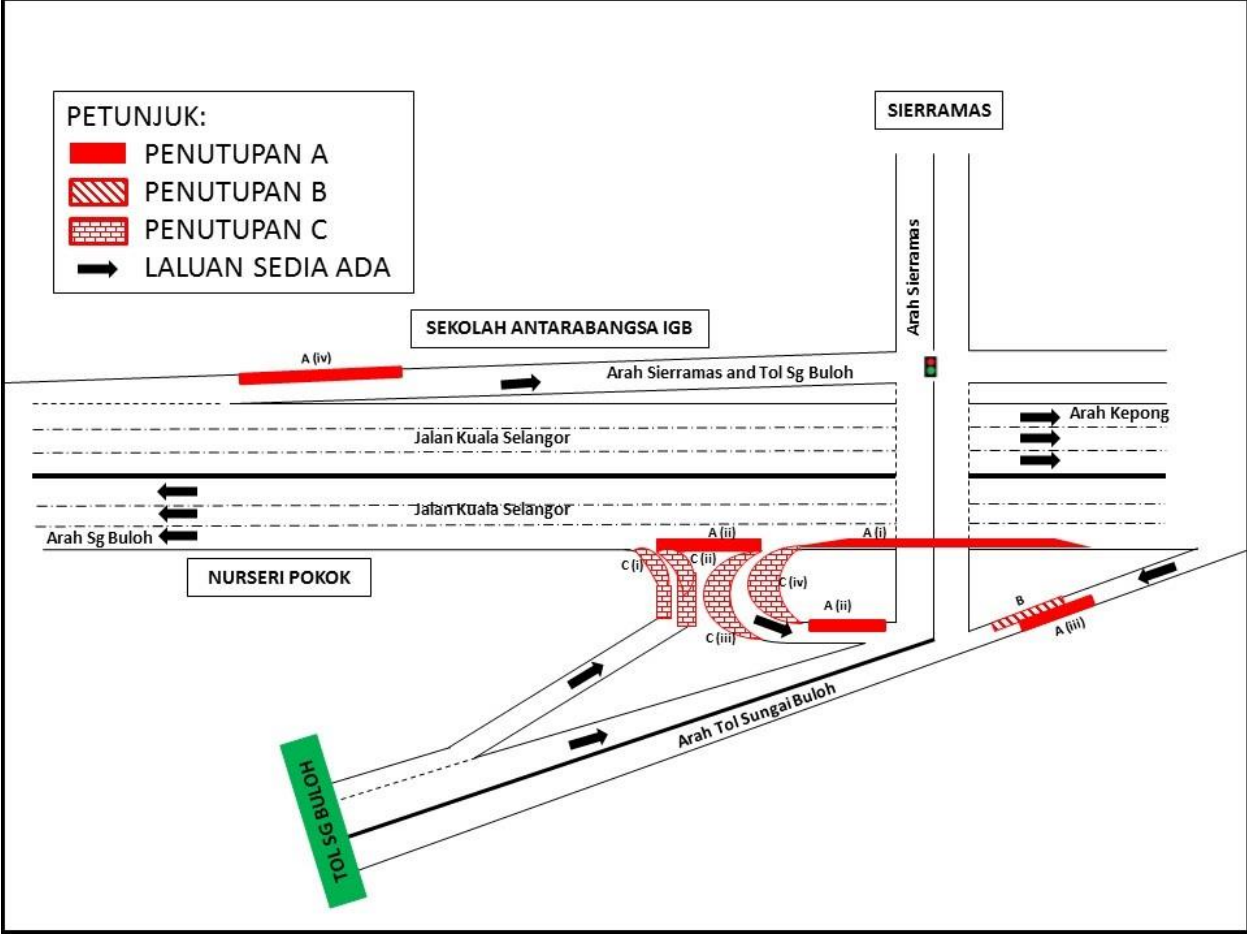 SIERRAMAS
PETUNJUK:
PENUTUPAN A
PENUTUPAN B
PENUTUPAN C
LALUAN SEDIA ADA
Arah Sierramas
SEKOLAH ANTARABANGSA IGB
A (iv)
Arah Sierramas and Tol Sg Buloh
Arah Kepong
Jalan Kuala Selangor
Jalan Kuala Selangor
Arah Sg Buloh
A (ii)
A (i)
C (i)
C (ii)
NURSERI POKOK
C (iv)
A (ii)
B
A (iii)
C (iii)
Arah Tol Sungai Buloh
TOL SG BULOH